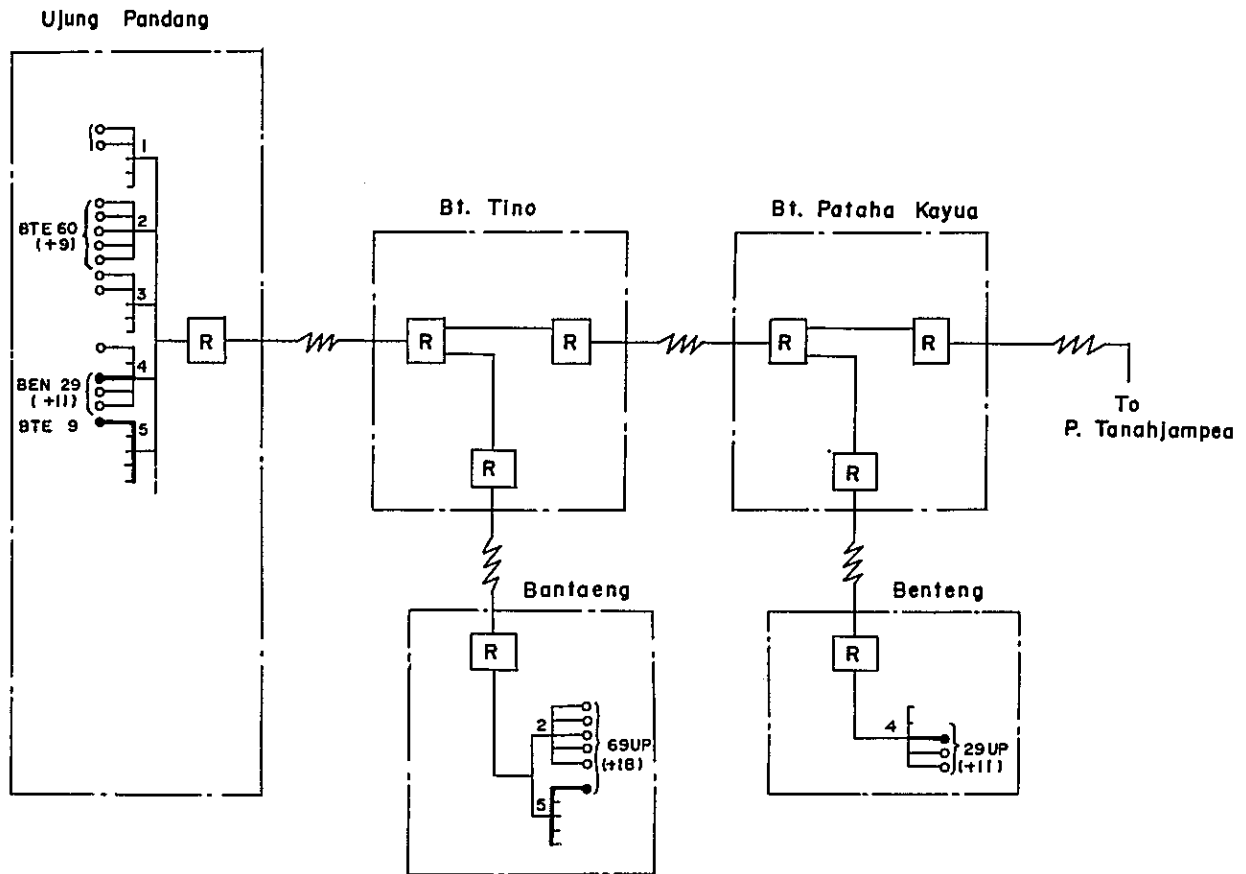 Ujung Pandang
1
BTE 60
(+9)
2
3
BEN 29
(+11)
4
BTE 9
5
R
Bt. Tino
R
R
R
Bt. Pataha Kayua
R
R
R
To
P. Tanahjampea
Bantaeng
R
2
69UP
(+18)
5
Benteng
R
4
29UP
(+11)